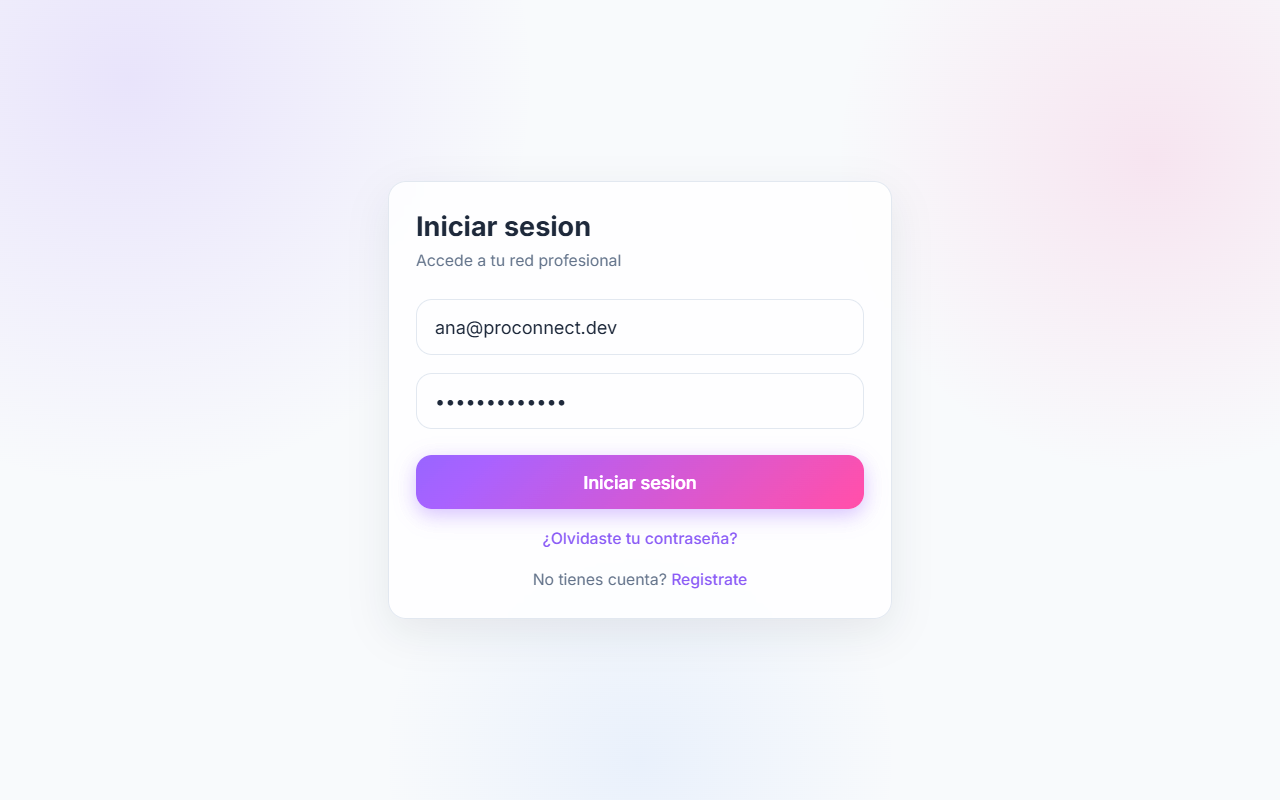 Iniciar sesion
Accede a tu red profesional
ana@proconnect.dev
•••••••••••••
Iniciar sesion
¿Olvidaste tu contraseña?
No tienes cuenta? Registrate